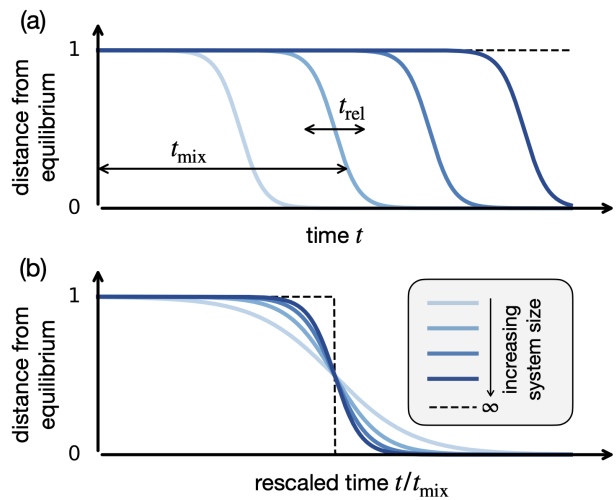 (a)
1
distance from
equilibrium
t_rel
t_mix
0
time t
(b)
1
distance from
equilibrium
0
increasing
system size
∞
rescaled time t/t_mix